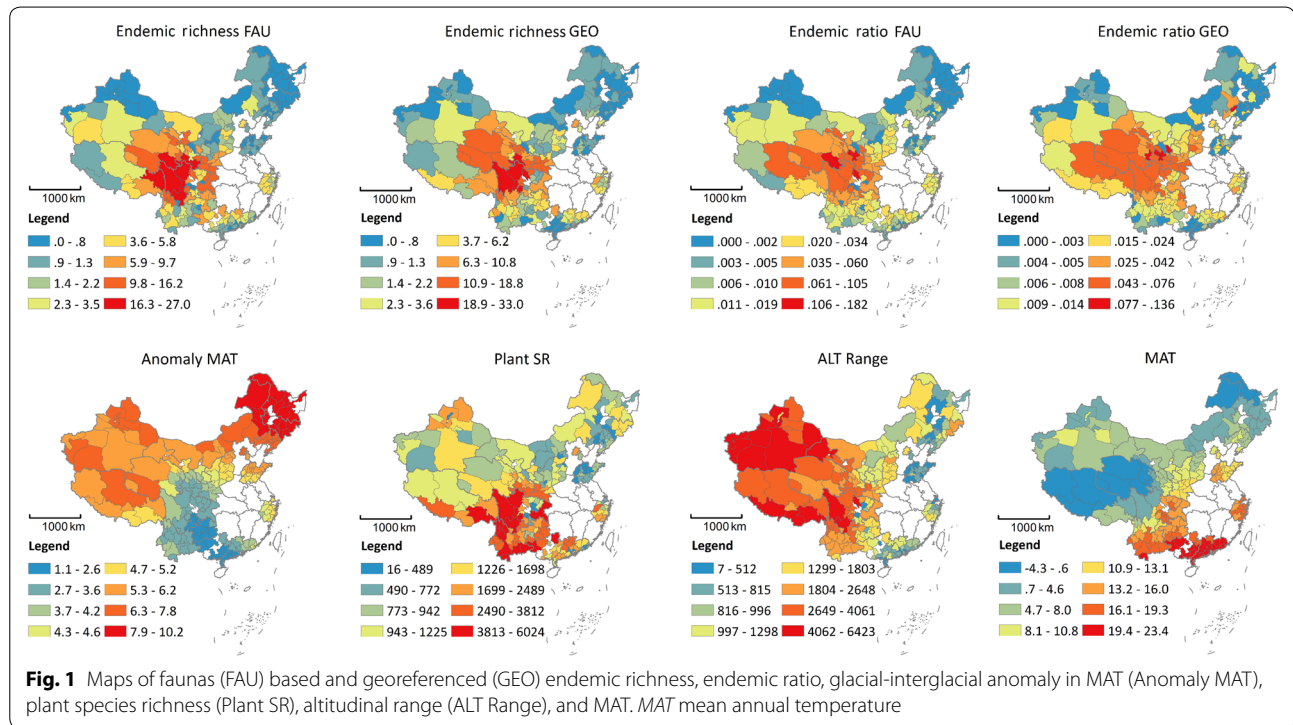 Endemic richness FAU
1000 km
Legend
.0 - .8
.9 - 1.3
1.4 - 2.2
2.3 - 3.5
3.6 - 5.8
5.9 - 9.7
9.8 - 16.2
16.3 - 27.0
Endemic richness GEO
1000 km
Legend
.0 - .8
.9 - 1.3
1.4 - 2.2
2.3 - 3.6
3.7 - 6.2
6.3 - 10.8
10.9 - 18.8
18.9 - 33.0
Endemic ratio FAU
1000 km
Legend
.000 - .002
.003 - .005
.006 - .010
.011 - .019
.020 - .034
.035 - .060
.061 - .105
.106 - .182
Endemic ratio GEO
1000 km
Legend
.000 - .003
.004 - .005
.006 - .008
.009 - .014
.015 - .024
.025 - .042
.043 - .076
.077 - .136
Anomaly MAT
1000 km
Legend
1.1 - 2.6
2.7 - 3.6
3.7 - 4.2
4.3 - 4.6
4.7 - 5.2
5.3 - 6.2
6.3 - 7.8
7.9 - 10.2
Plant SR
1000 km
Legend
16 - 489
490 - 772
773 - 942
943 - 1225
1226 - 1698
1699 - 2489
2490 - 3812
3813 - 6024
ALT Range
1000 km
Legend
7 - 512
513 - 815
816 - 996
997 - 1298
1299 - 1803
1804 - 2648
2649 - 4061
4062 - 6423
MAT
1000 km
Legend
-4.3 - .6
.7 - 4.6
4.7 - 8.0
8.1 - 10.8
10.9 - 13.1
13.2 - 16.0
16.1 - 19.3
19.4 - 23.4
Fig. 1 Maps of faunas (FAU) based and georeferenced (GEO) endemic richness, endemic ratio, glacial-interglacial anomaly in MAT (Anomaly MAT),
plant species richness (Plant SR), altitudinal range (ALT Range), and MAT. MAT mean annual temperature